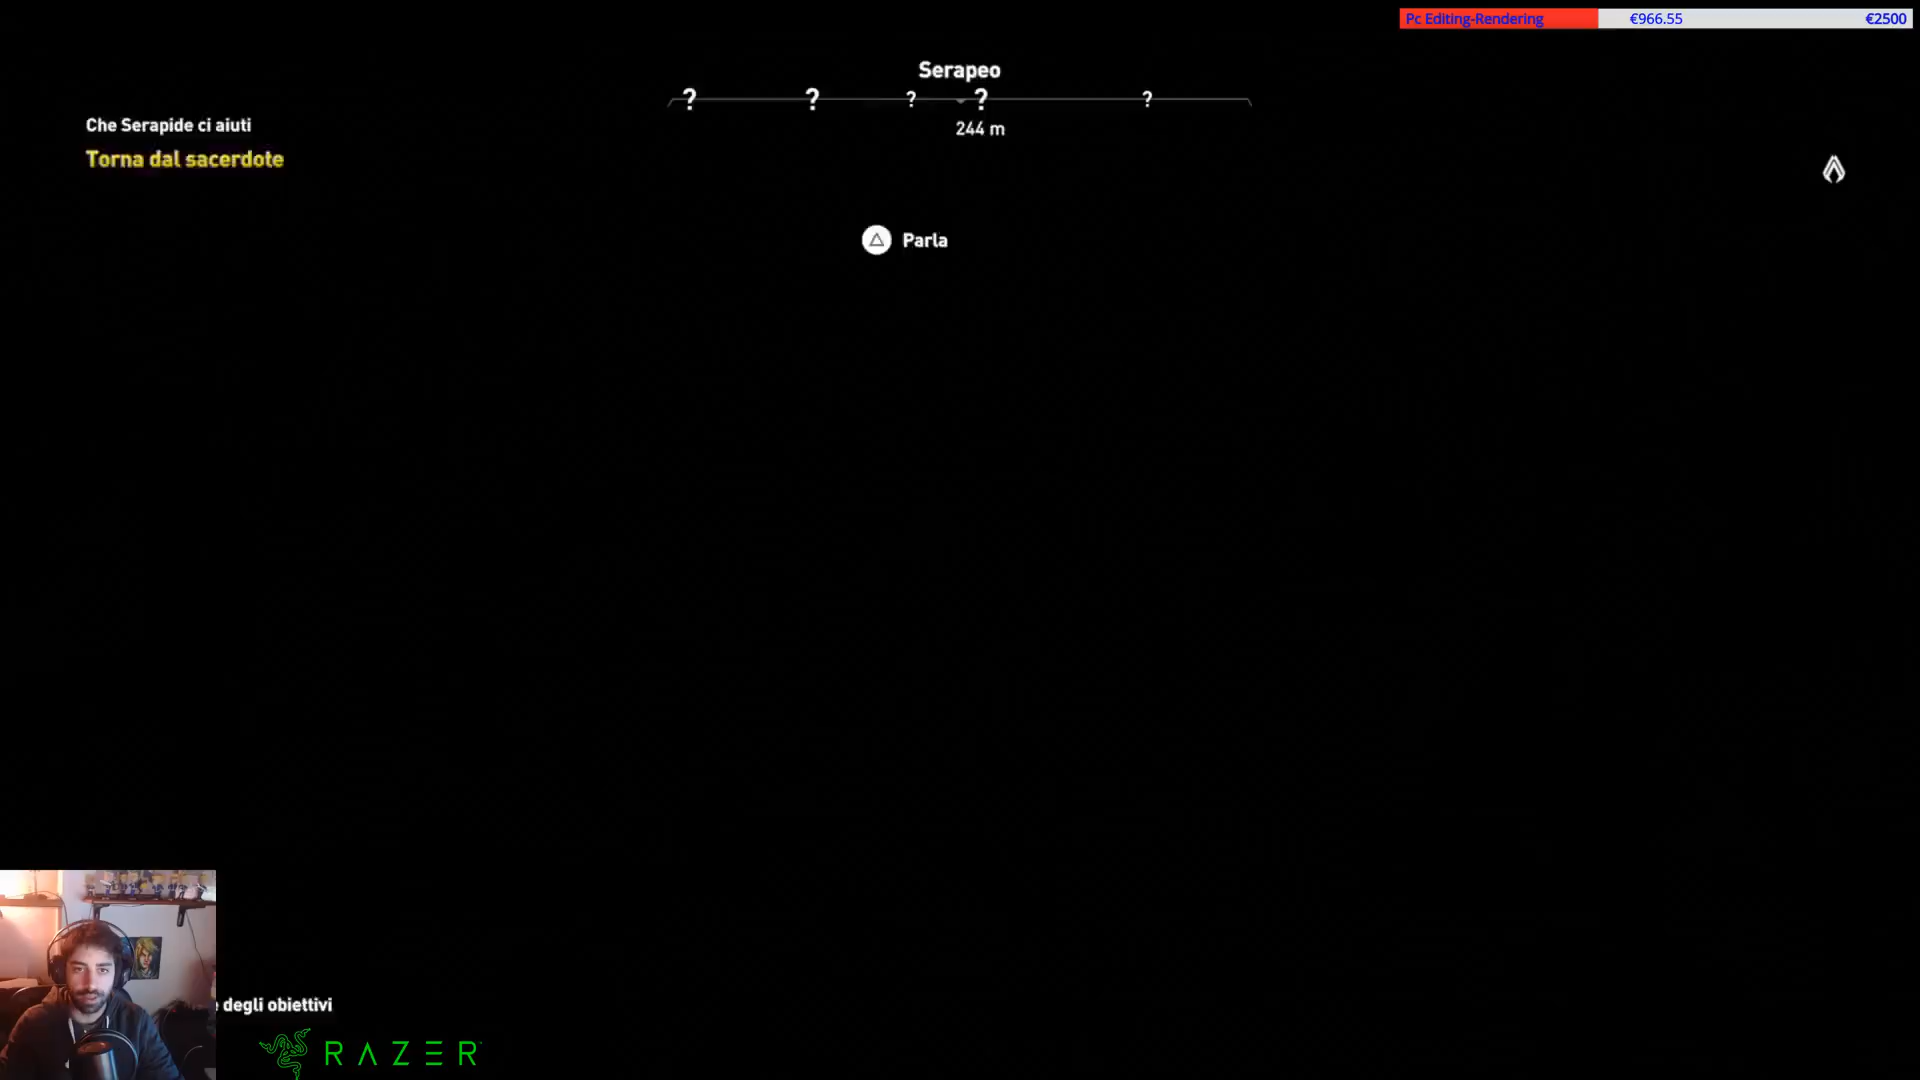 Pc Editing-Rendering €966.55 €2500
Serapeo
? ? ? ? ?
244 m
Che Serapide ci aiuti
Torna dal sacerdote
Parla
degli obiettivi
RAZER